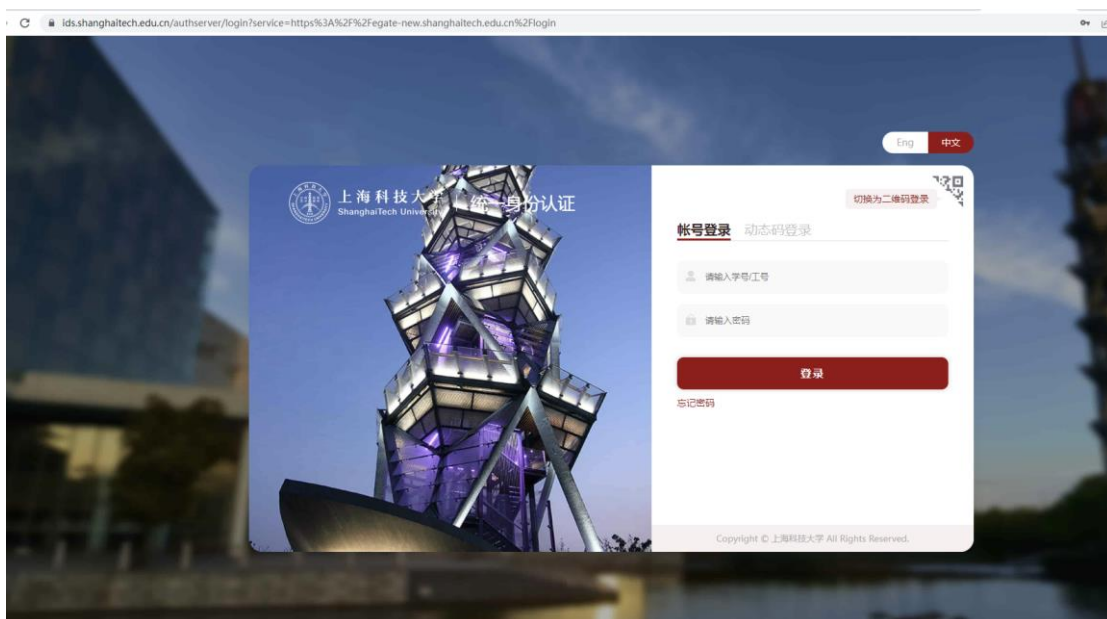 ids.shanghaitech.edu.cn/authserver/login?service=https%3A%2F%2Fegate-new.shanghaitech.edu.cn%2Flogin
Eng 中文
上海科技大学 统一身份认证
ShanghaiTech University
切换为二维码登录
帐号登录 动态码登录
请输入学号/工号
请输入密码
登录
忘记密码
Copyright © 上海科技大学 All Rights Reserved.